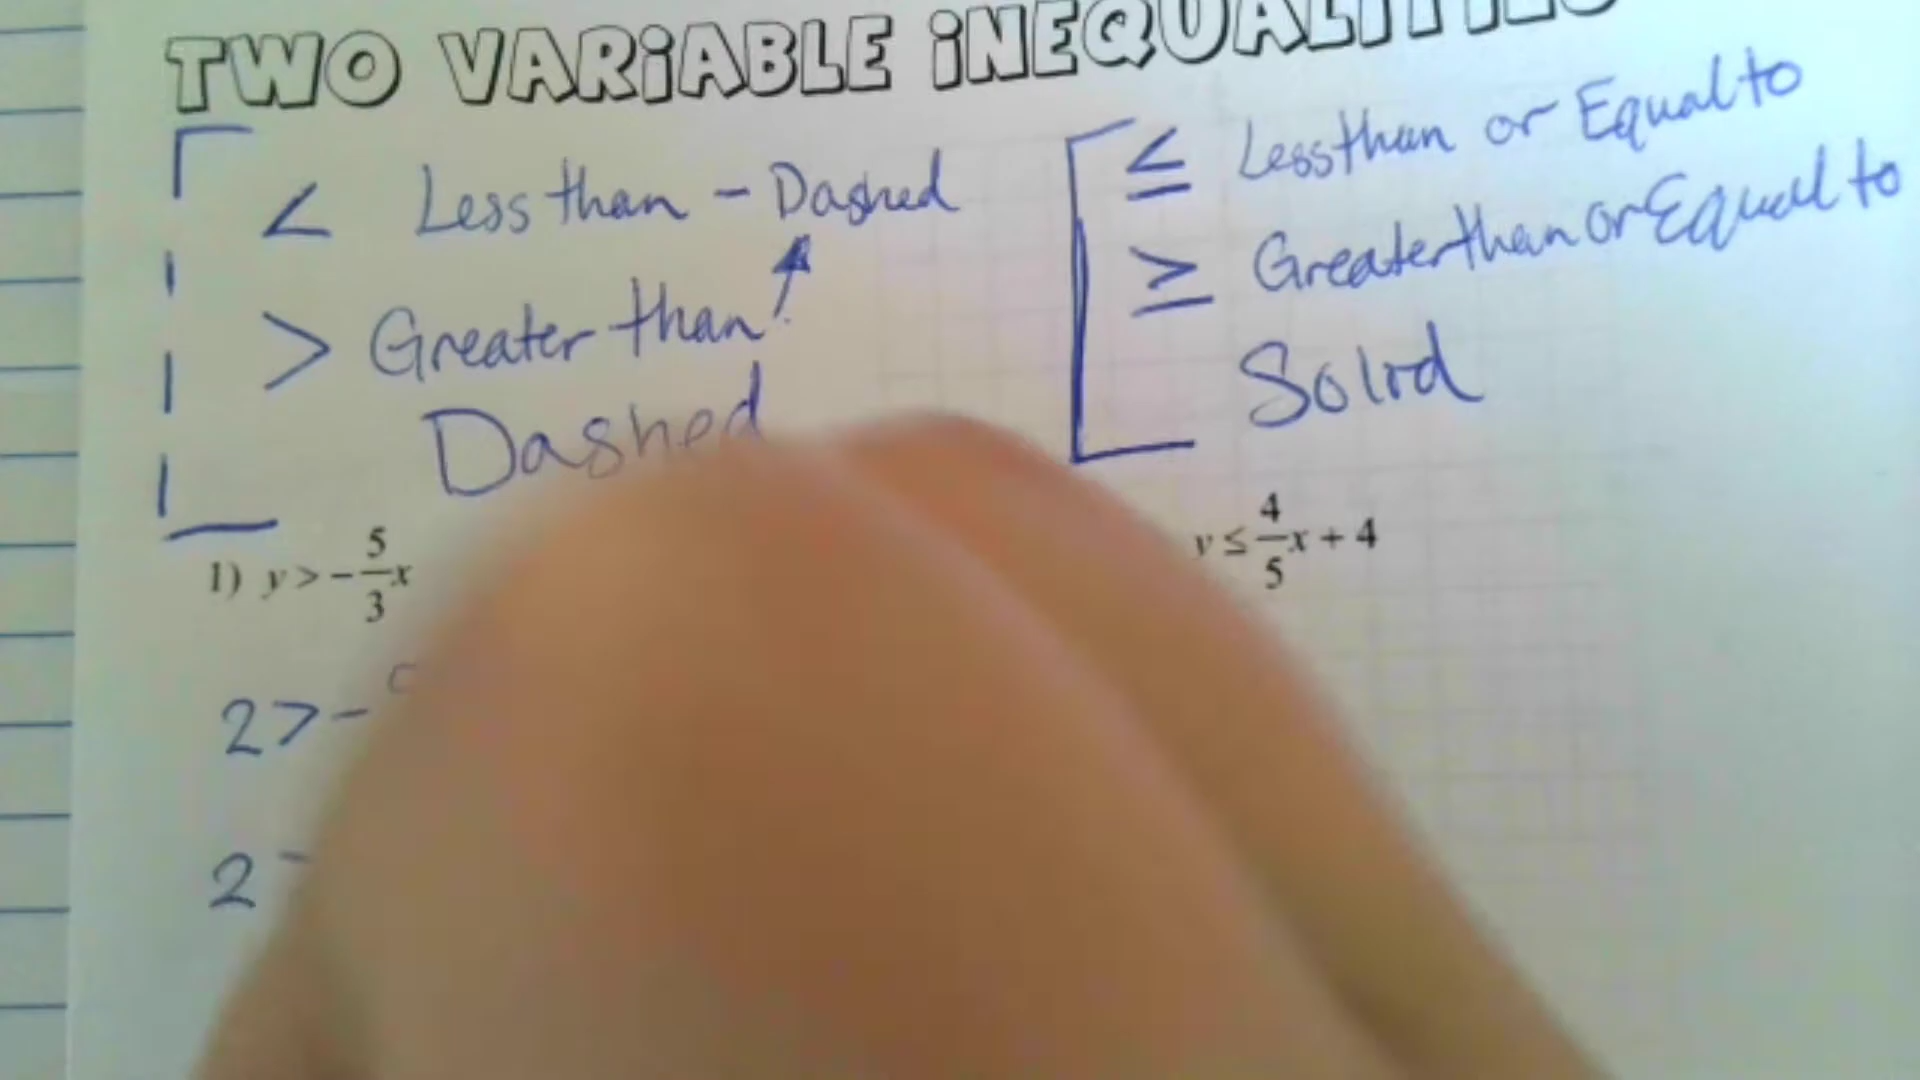 TWO VARiABLE iNEQUALITIES
< Less than - Dashed
> Greater than
Dashed
≤ Less than or Equal to
≥ Greater than or Equal to
Solid
1) y > -5/3x
y ≤ 4/5x + 4
2 > -
2 -